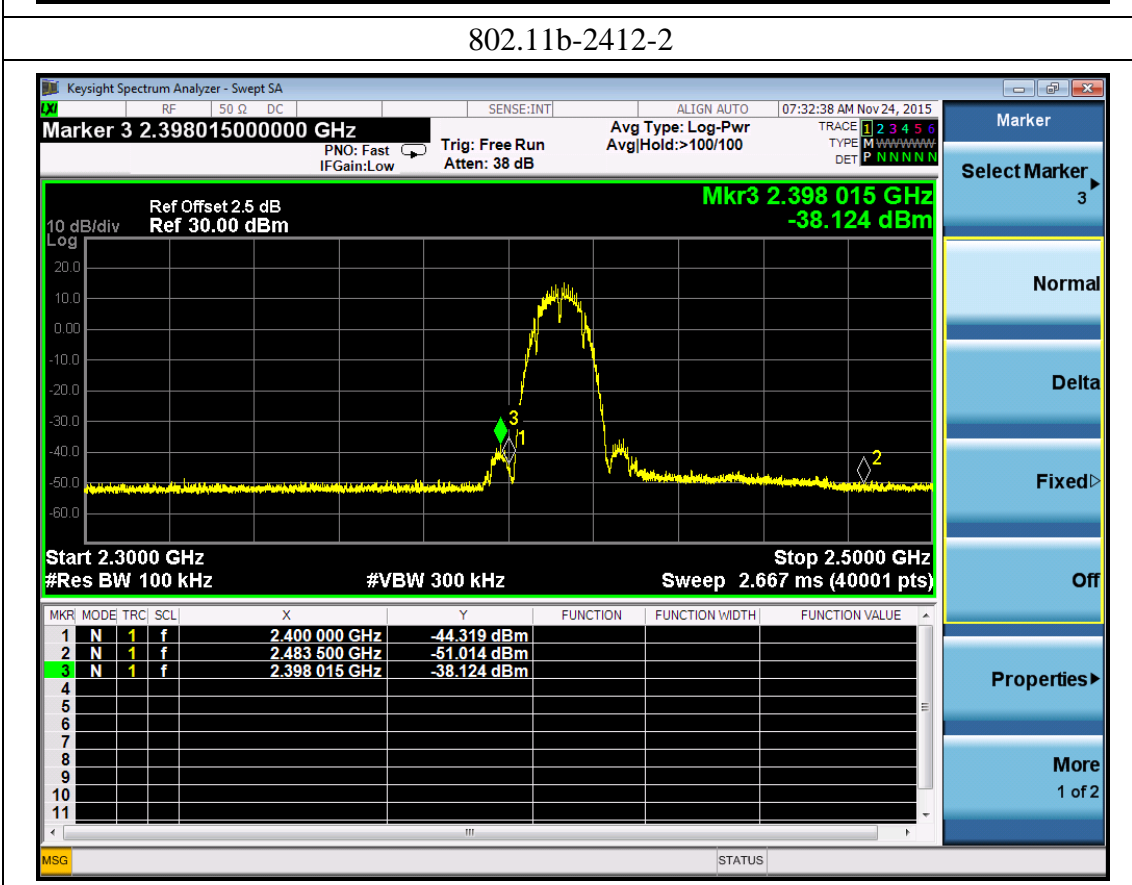 802.11b-2412-2
Keysight Spectrum Analyzer - Swept SA
LXI RF 50 Ω DC SENSE:INT ALIGN AUTO 07:32:38 AM Nov 24, 2015
Marker 3 2.398015000000 GHz
PNO: Fast
IFGain:Low
Trig: Free Run
Atten: 38 dB
Avg Type: Log-Pwr
Avg|Hold:>100/100
TRACE 1 2 3 4 5 6
TYPE M WWWWW
DET P N N N N N
Mkr3 2.398 015 GHz
-38.124 dBm
Ref Offset 2.5 dB
10 dB/div Ref 30.00 dBm
Log
20.0
10.0
0.00
-10.0
-20.0
-30.0
-40.0
-50.0
-60.0
3
1
2
Start 2.3000 GHz Stop 2.5000 GHz
#Res BW 100 kHz #VBW 300 kHz Sweep 2.667 ms (40001 pts)
MKR MODE TRC SCL X Y FUNCTION FUNCTION WIDTH FUNCTION VALUE
1 N 1 f 2.400 000 GHz -44.319 dBm
2 N 1 f 2.483 500 GHz -51.014 dBm
3 N 1 f 2.398 015 GHz -38.124 dBm
4
5
6
7
8
9
10
11
MSG STATUS
Marker
Select Marker
3
Normal
Delta
Fixed
Off
Properties
More
1 of 2